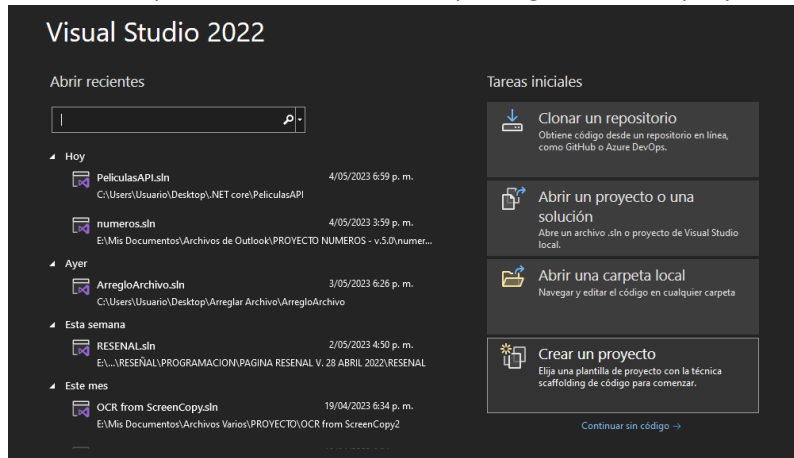 Visual Studio 2022
Abrir recientes
Hoy
PeliculasAPI.sln 4/05/2023 6:59 p. m.
C:\Users\Usuario\Desktop\.NET core\PeliculasAPI
numeros.sln 4/05/2023 3:59 p. m.
E:\Mis Documentos\Archivos de Outlook\PROYECTO NUMEROS - v.5.0\numer...
Ayer
ArregloArchivo.sln 3/05/2023 6:26 p. m.
C:\Users\Usuario\Desktop\Arreglar Archivo\ArregloArchivo
Esta semana
RESENAL.sln 2/05/2023 4:50 p. m.
E:\...\RESEÑAL\PROGRAMACION\PAGINA RESENAL V. 28 ABRIL 2022\RESENAL
Este mes
OCR from ScreenCopy.sln 19/04/2023 6:34 p. m.
E:\Mis Documentos\Archivos Varios\PROYECTO\OCR from ScreenCopy2
Tareas iniciales
Clonar un repositorio
Obtiene código desde un repositorio en línea,
como GitHub o Azure DevOps.
Abrir un proyecto o una
solución
Abre un archivo .sln o proyecto de Visual Studio
local.
Abrir una carpeta local
Navegar y editar el código en cualquier carpeta
Crear un proyecto
Elija una plantilla de proyecto con la técnica
scaffolding de código para comenzar.
Continuar sin código →